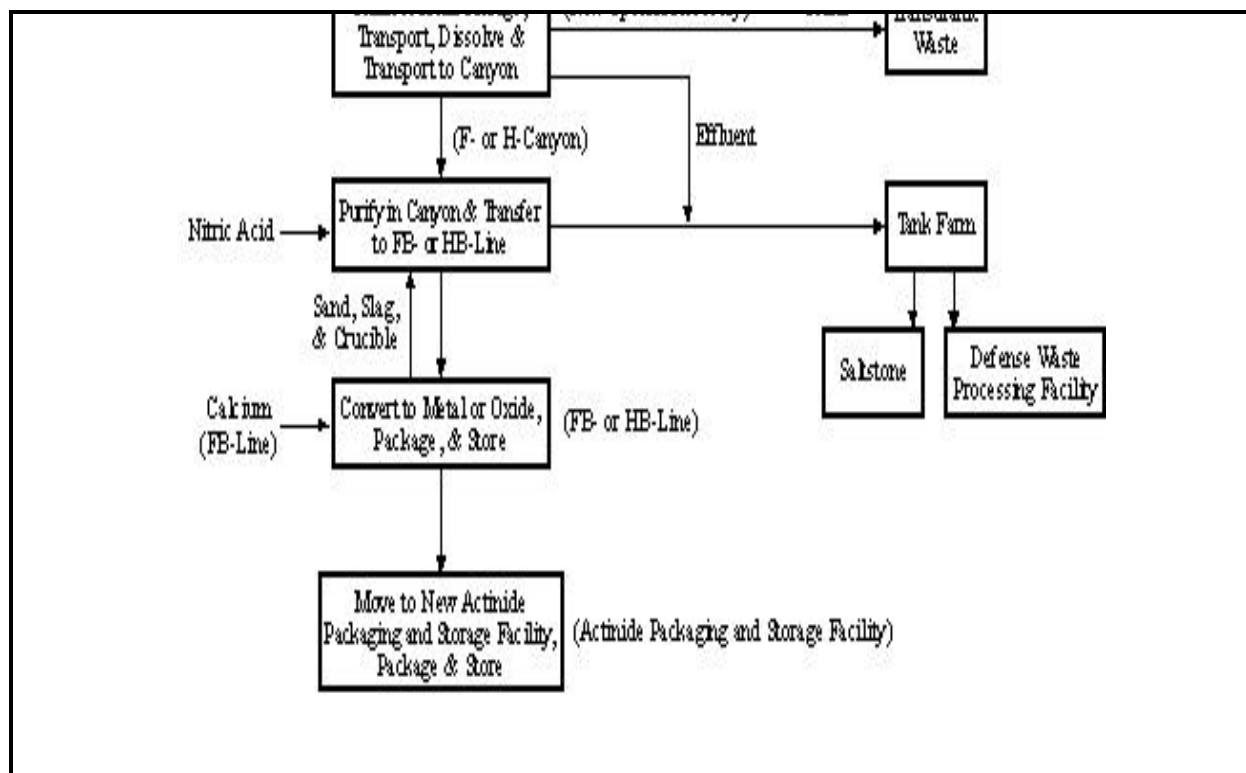 Transport, Dissolve &
Transport to Canyon
Waste
(F- or H-Canyon)
Effluent
Nitric Acid
Purify in Canyon & Transfer
to FB- or HB-Line
Tank Farm
Sand, Slag,
& Crucible
Saltstone
Defense Waste
Processing Facility
Calcium
(FB-Line)
Convert to Metal or Oxide,
Package, & Store
(FB- or HB-Line)
Move to New Actinide
Packaging and Storage Facility,
Package & Store
(Actinide Packaging and Storage Facility)